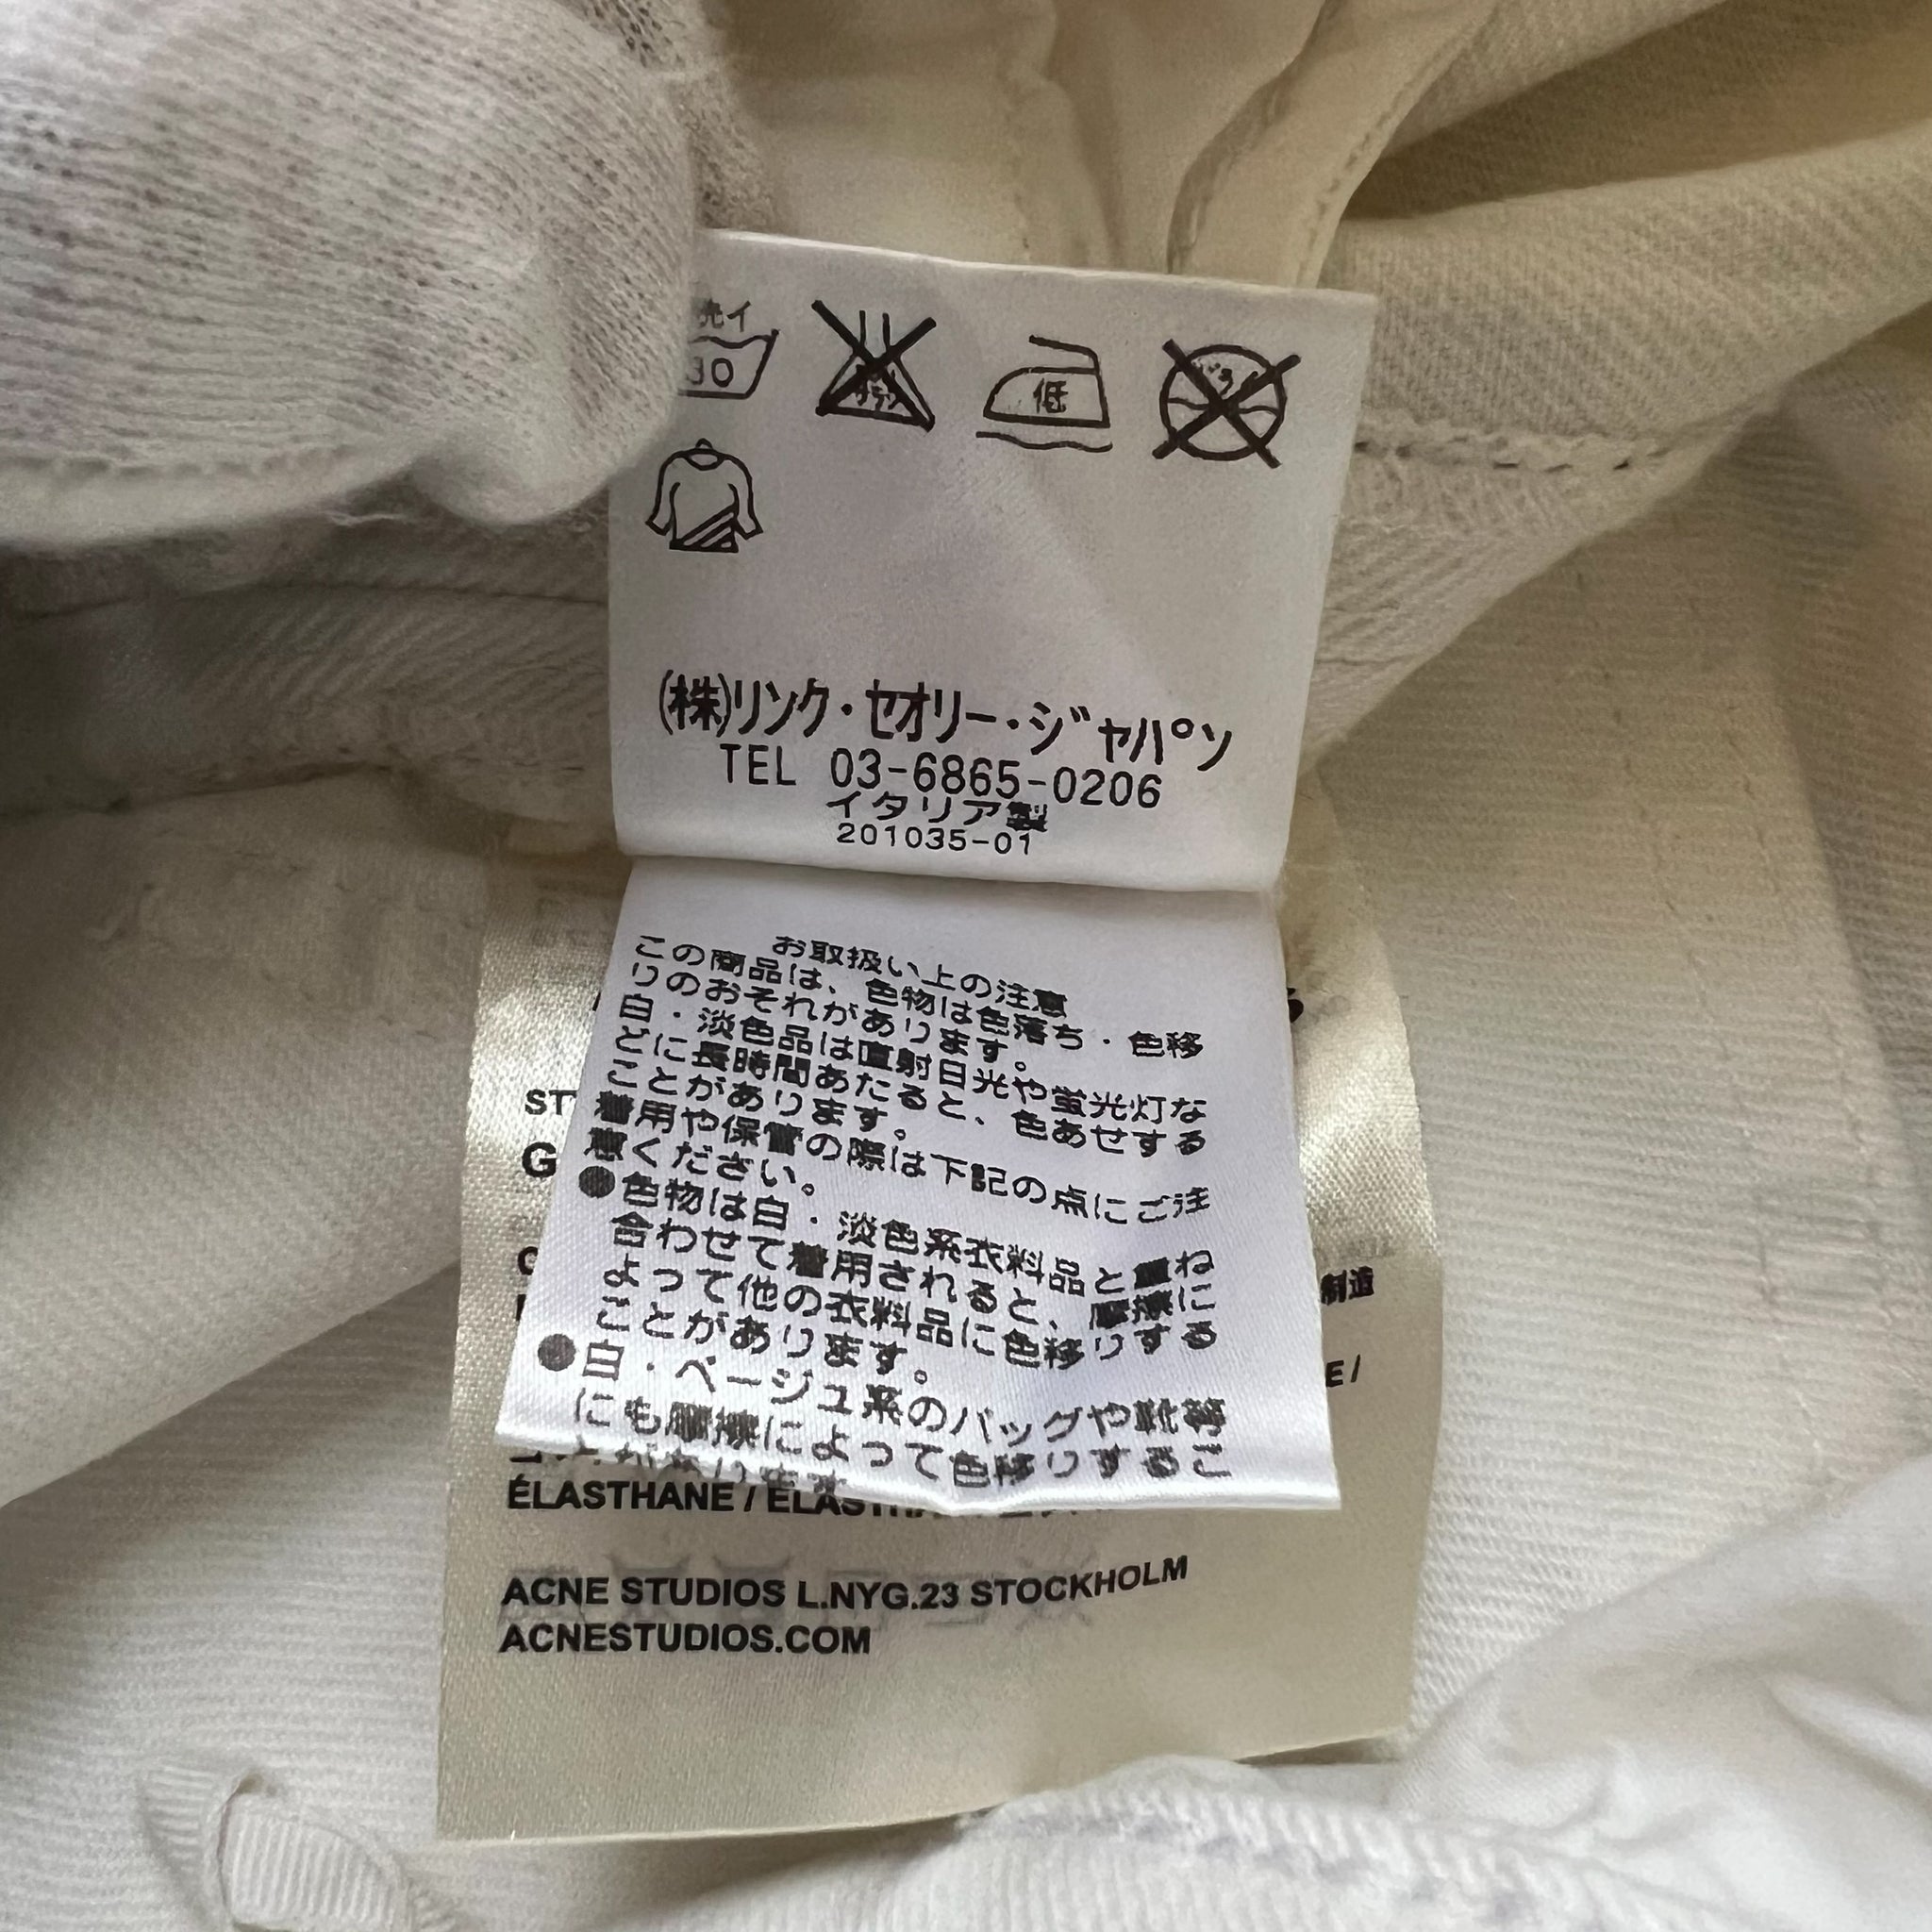 30
低
(株)リンク・セオリー・ジャパン
TEL 03-6865-0206
イタリア製
201035-01
お取扱い上の注意
この商品は、色物は色落ち・色移
りのおそれがあります。
白・淡色品は直射日光や蛍光灯な
どに長時間あたると、色あせする
ことがあります。
着用や保管の際は下記の点にご注
意ください。
●色物は白・淡色系衣料品と重ね
合わせて着用されると、摩擦に
よって他の衣料品に色移りする
ことがあります。
●白・ベージュ系のバッグや靴等
にも摩擦によって色移りするこ
とがあります
ST
G
制造
E /
ÉLASTHANE /
ACNE STUDIOS L.NYG.23 STOCKHOLM
ACNESTUDIOS.COM